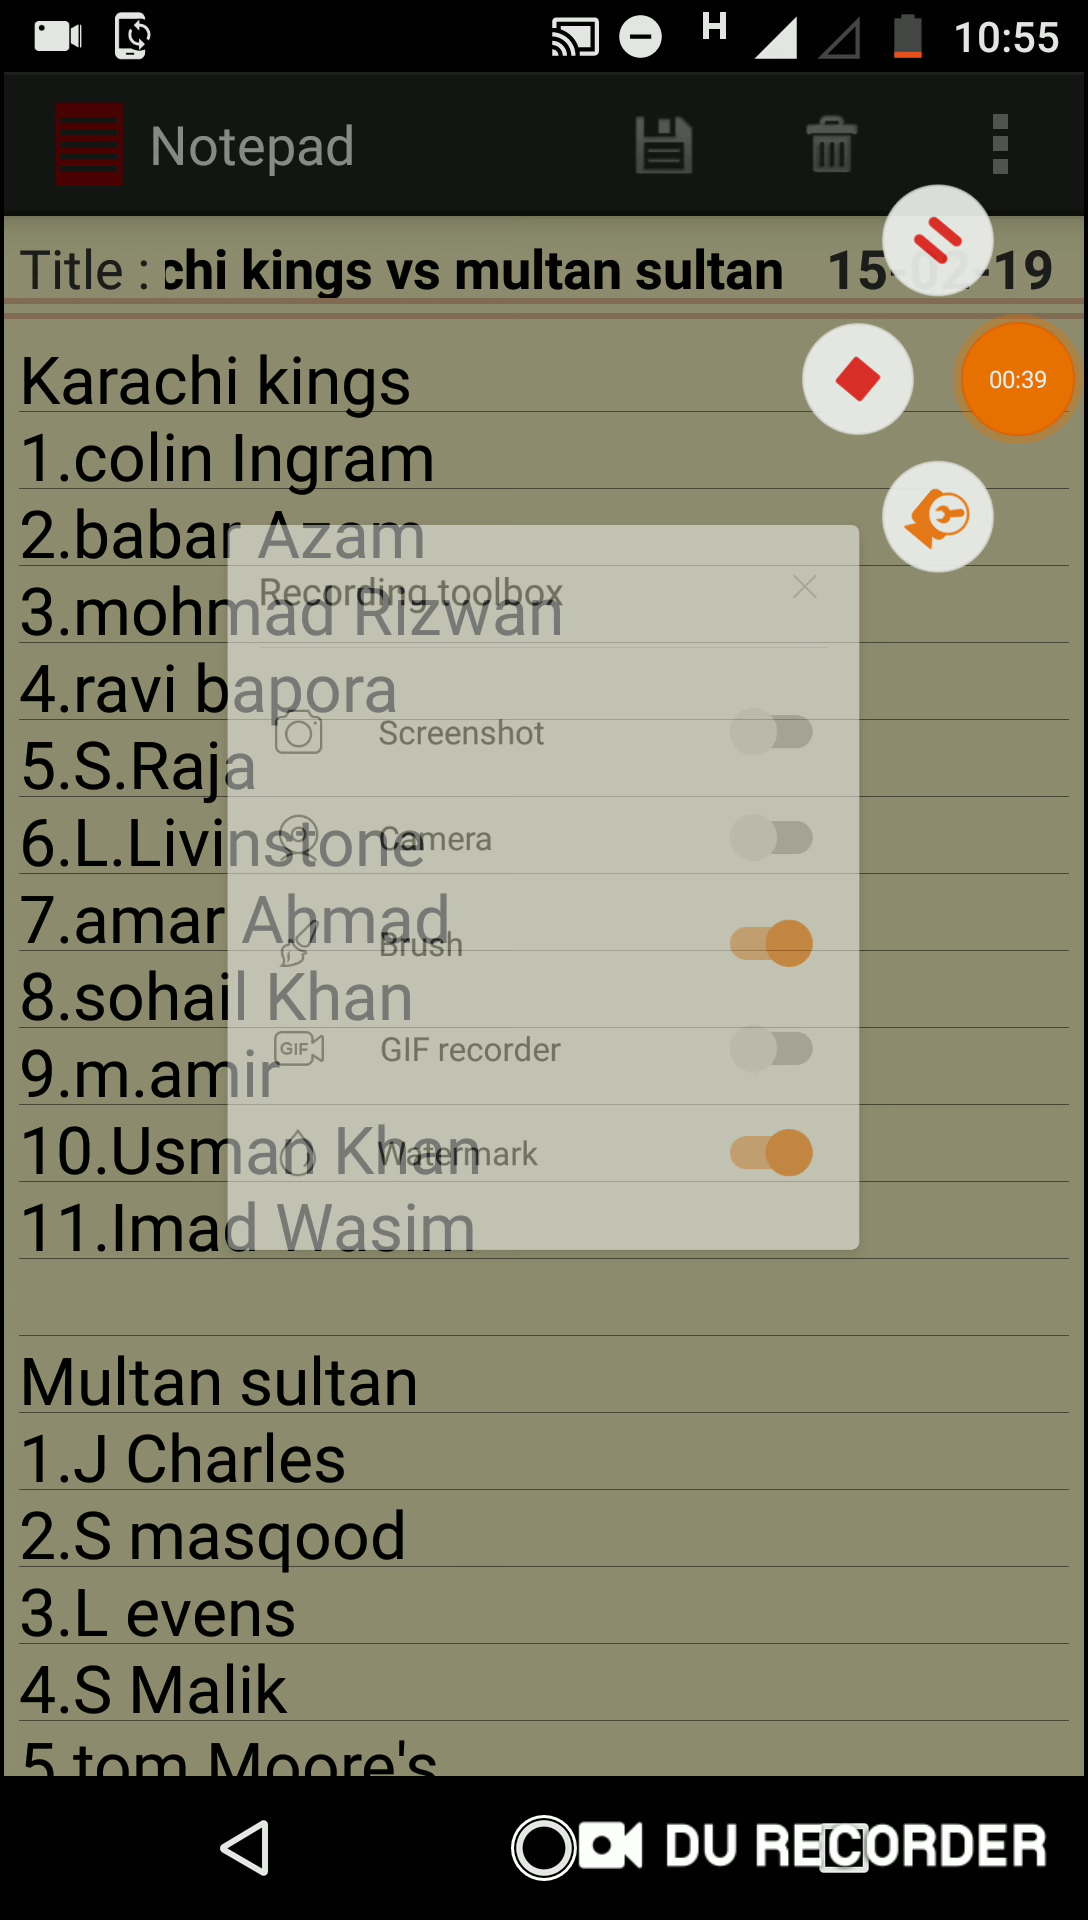 H 10:55
Notepad
Title : chi kings vs multan sultan 15-02-19
Karachi kings
00:39
1.colin Ingram
2.babar Azam
Recording toolbox
3.mohmad Rizwan
4.ravi bapora
Screenshot
5.S.Raja
6.L.Livinstone
Camera
7.amar Ahmad
Brush
8.sohail Khan
GIF GIF recorder
9.m.amir
10.Usman Khan
Watermark
11.Imad Wasim
Multan sultan
1.J Charles
2.S masqood
3.L evens
4.S Malik
5.tom Moore's
DU RECORDER